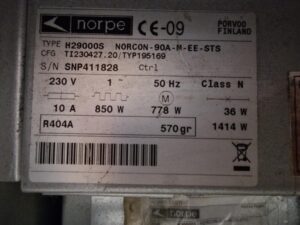 norpe CE-09 PORVOO
FINLAND
TYPE H29000S NORCON-90A-M-EE-STS
CFG TI230427.20/TYP195169
S/N SNP411828 Ctrl
230 V 1~ 50 Hz Class N
M
10 A 850 W 778 W 36 W
R404A 570gr 1414 W
norpe